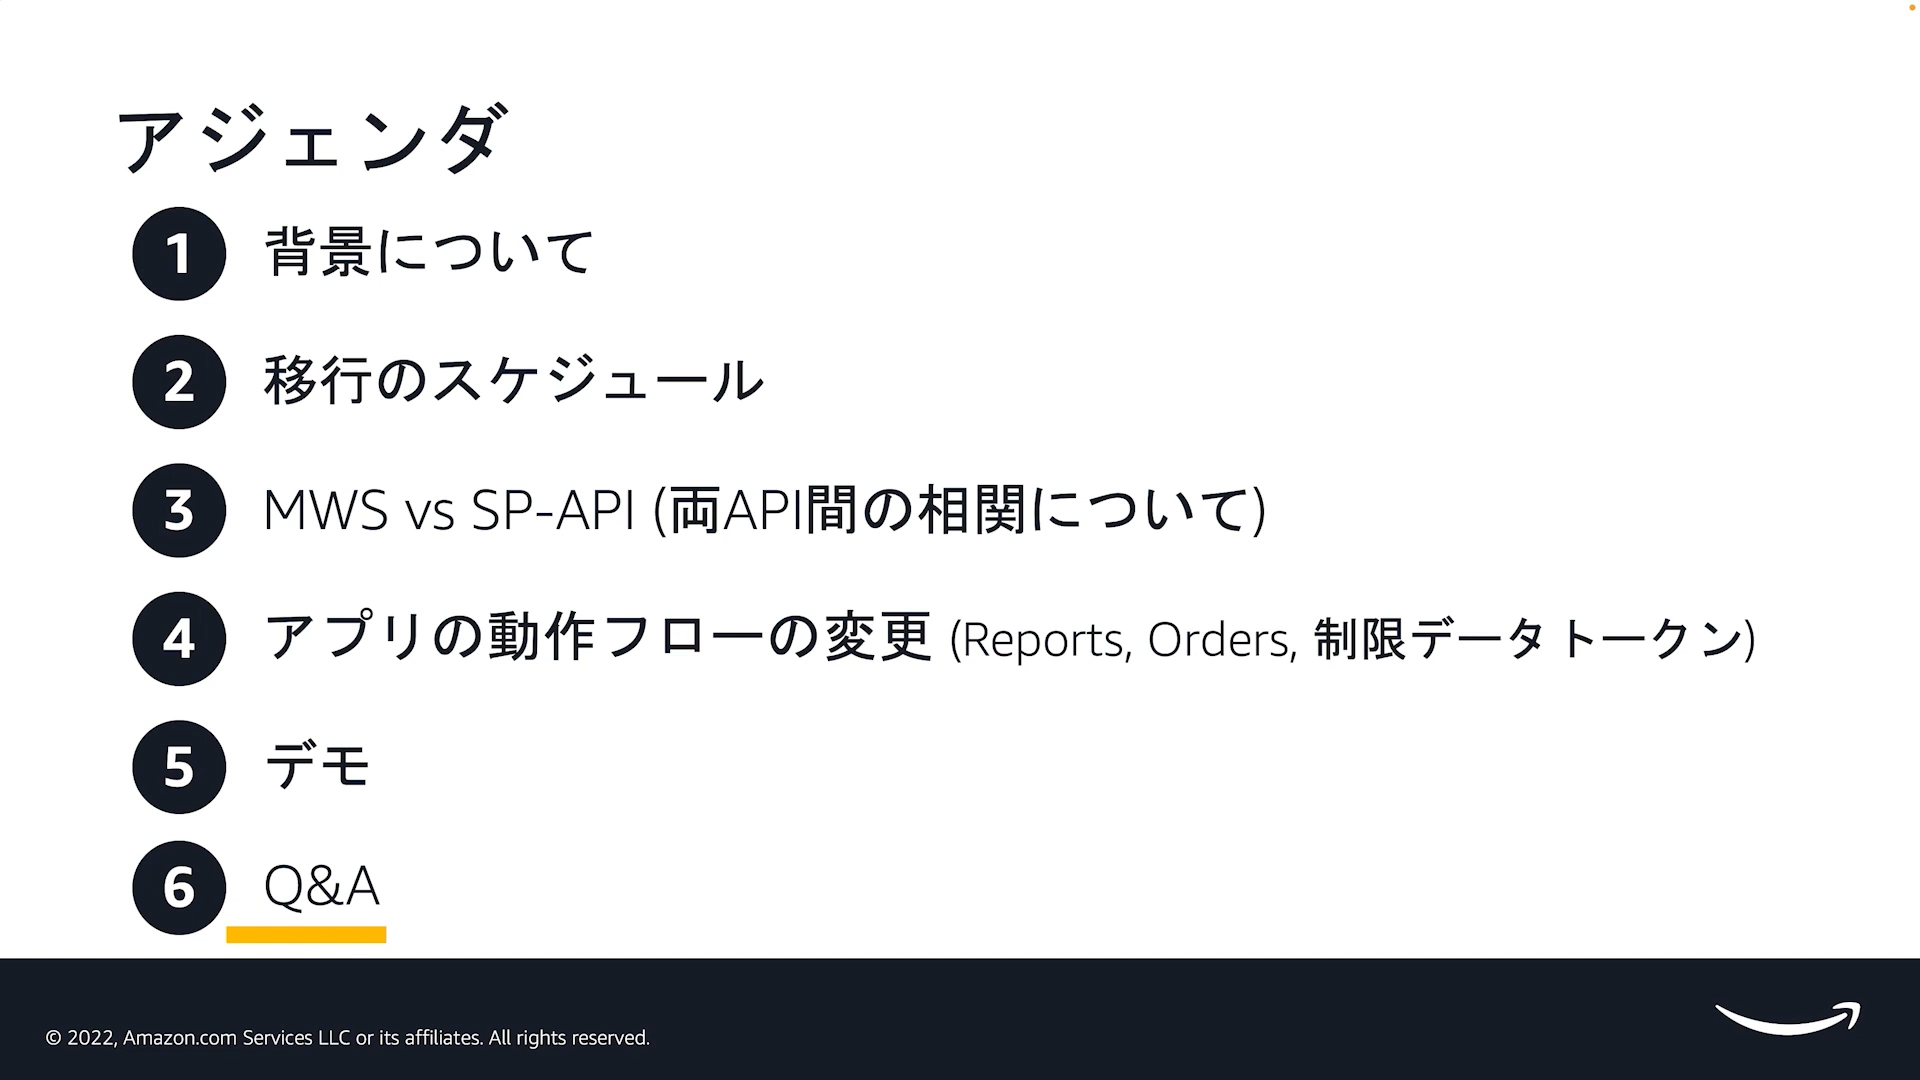 アジェンダ
1 背景について
2 移行のスケジュール
3 MWS vs SP-API (両API間の相関について)
4 アプリの動作フローの変更 (Reports, Orders, 制限データトークン)
5 デモ
6 Q&A
© 2022, Amazon.com Services LLC or its affiliates. All rights reserved.